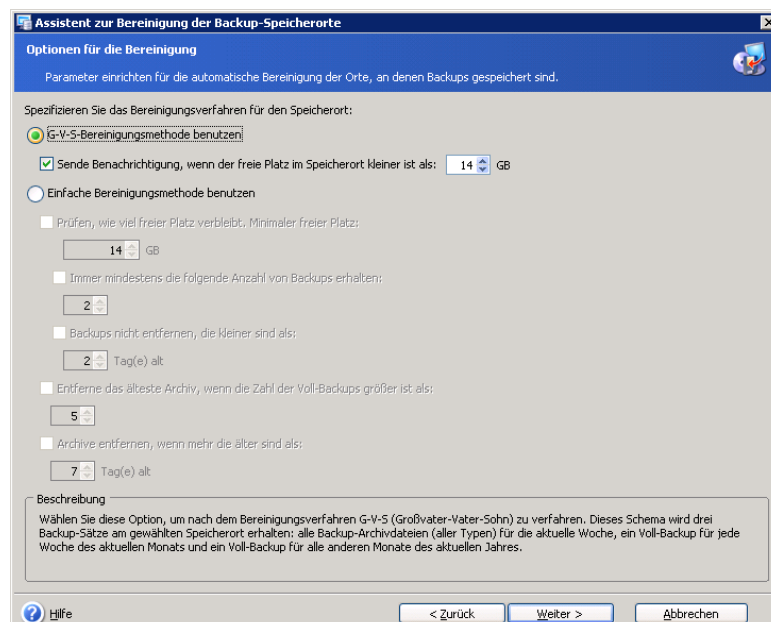 Assistent zur Bereinigung der Backup-Speicherorte
Optionen für die Bereinigung
Parameter einrichten für die automatische Bereinigung der Orte, an denen Backups gespeichert sind.
Spezifizieren Sie das Bereinigungsverfahren für den Speicherort:
G-V-S-Bereinigungsmethode benutzen
Sende Benachrichtigung, wenn der freie Platz im Speicherort kleiner ist als: 14 GB
Einfache Bereinigungsmethode benutzen
Prüfen, wie viel freier Platz verbleibt. Minimaler freier Platz:
14 GB
Immer mindestens die folgende Anzahl von Backups erhalten:
2
Backups nicht entfernen, die kleiner sind als:
2 Tag(e) alt
Entferne das älteste Archiv, wenn die Zahl der Voll-Backups größer ist als:
5
Archive entfernen, wenn mehr die älter sind als:
7 Tag(e) alt
Beschreibung
Wählen Sie diese Option, um nach dem Bereinigungsverfahren G-V-S (Großvater-Vater-Sohn) zu verfahren. Dieses Schema wird drei
Backup-Sätze am gewählten Speicherort erhalten: alle Backup-Archivdateien (aller Typen) für die aktuelle Woche, ein Voll-Backup für jede
Woche des aktuellen Monats und ein Voll-Backup für alle anderen Monate des aktuellen Jahres.
Hilfe < Zurück Weiter > Abbrechen